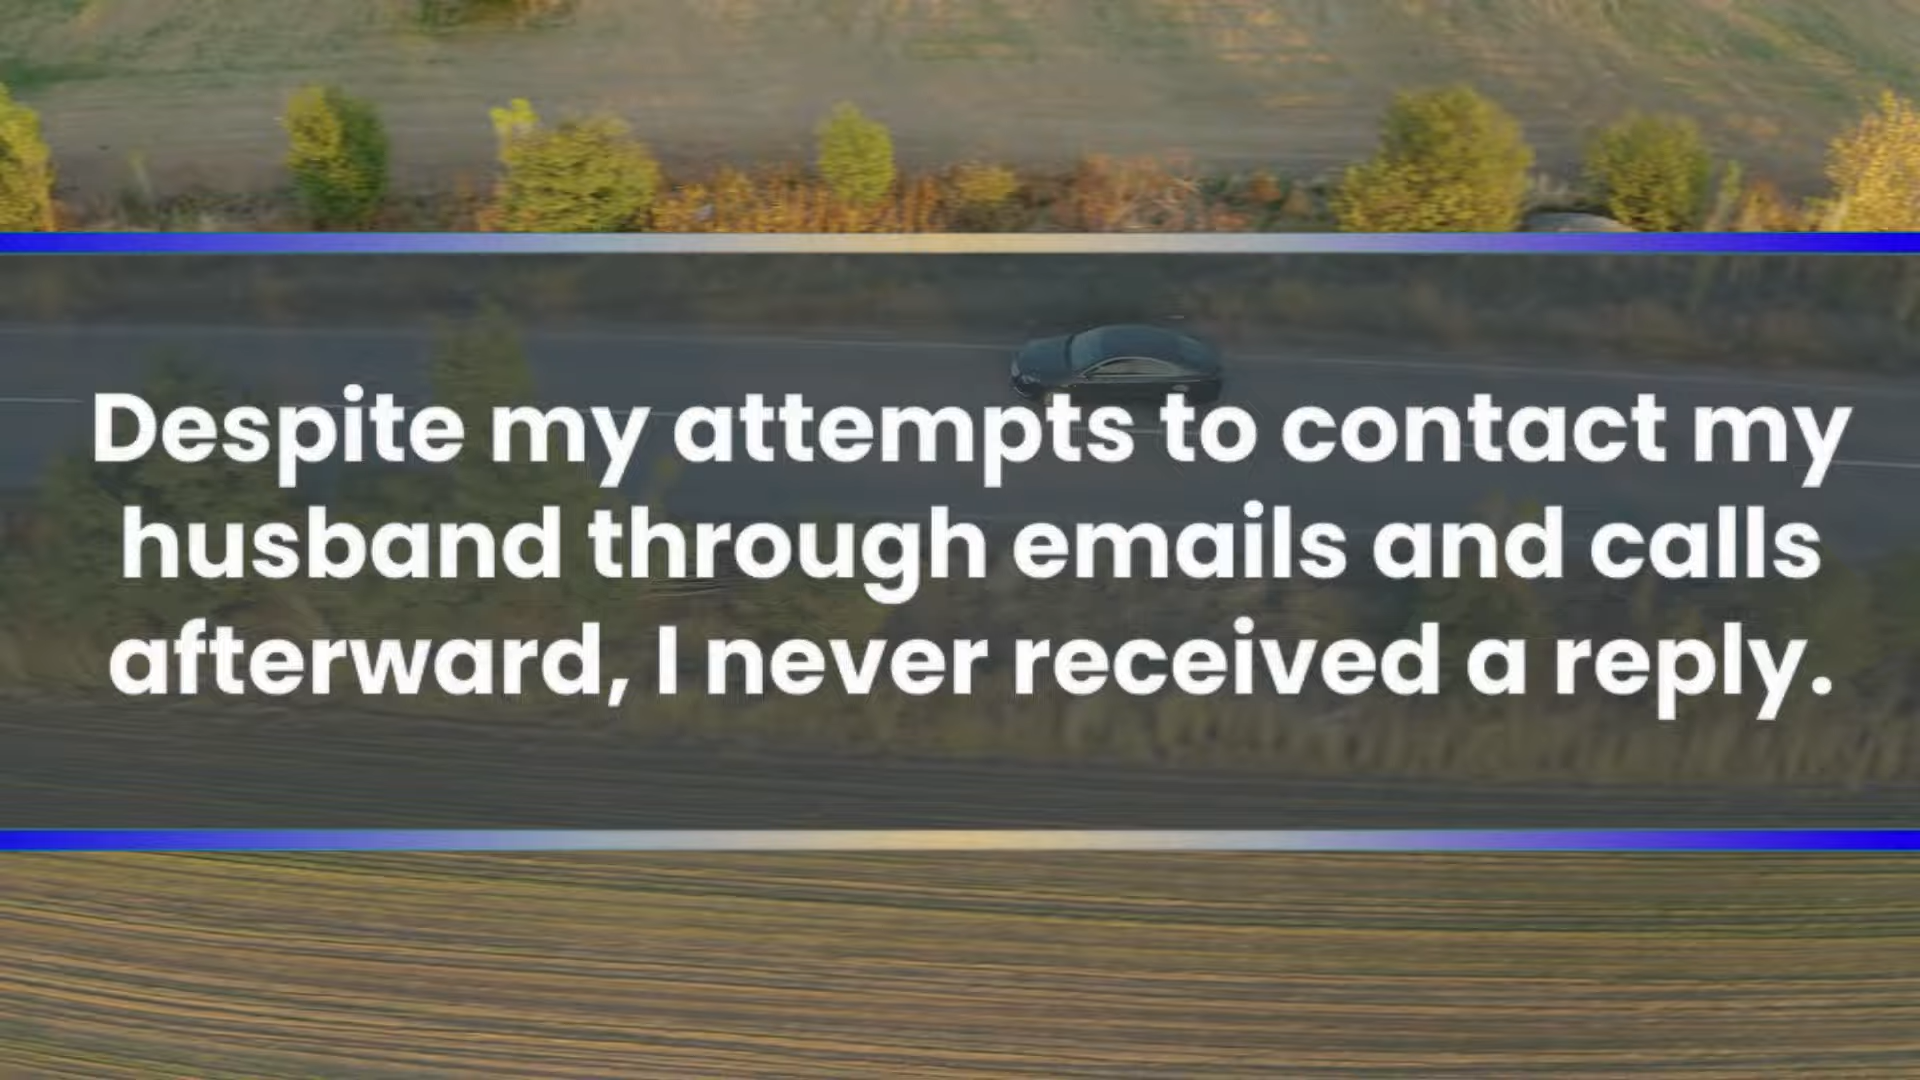 Despite my attempts to contact my
husband through emails and calls
afterward, I never received a reply.